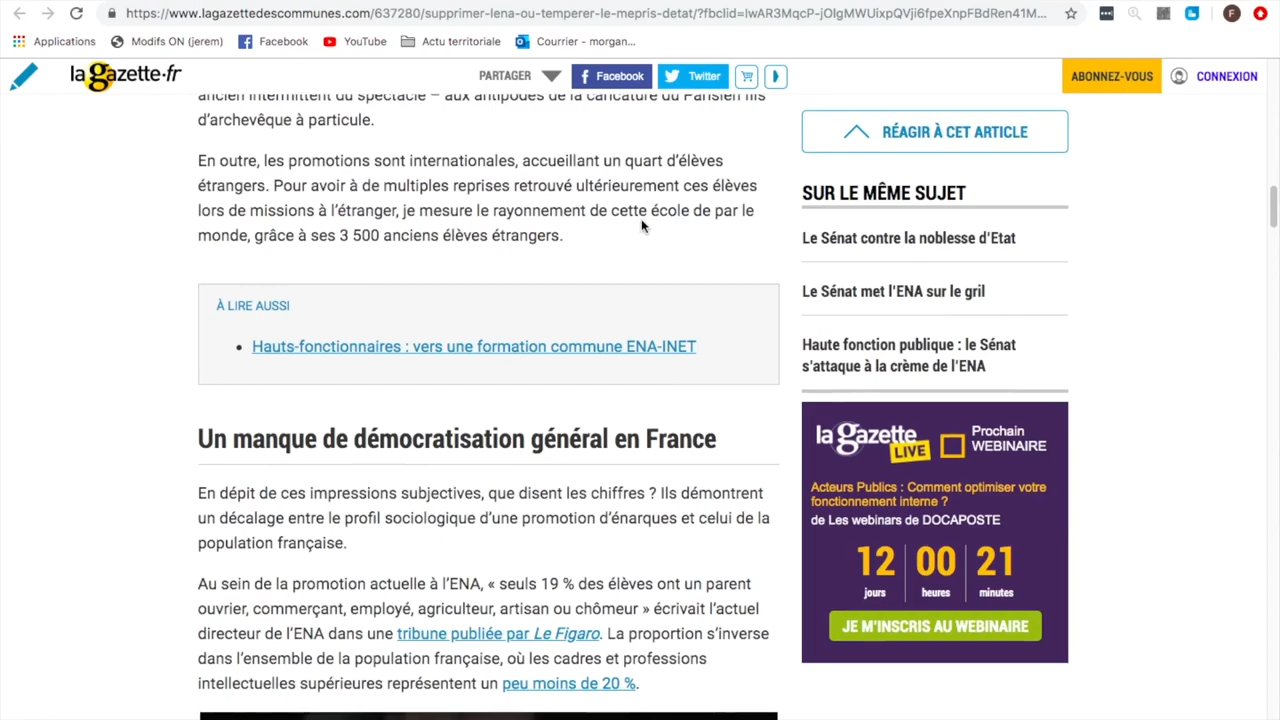 https://www.lagazettedescommunes.com/637280/supprimer-lena-ou-temperer-le-mepris-detat/?fbclid=IwAR3MqcP-jOIgMWUixpQVji6fpeXnpFBdRen41M...
F
Applications
Modifs ON (jerem)
Facebook
YouTube
Actu territoriale
Courrier - morgan...
la gazette.fr
PARTAGER
Facebook
Twitter
ABONNEZ-VOUS
CONNEXION
ancien intermittent du spectacle – aux antipodes de la caricature du Parisien fils
d'archevêque à particule.
En outre, les promotions sont internationales, accueillant un quart d'élèves
étrangers. Pour avoir à de multiples reprises retrouvé ultérieurement ces élèves
lors de missions à l'étranger, je mesure le rayonnement de cette école de par le
monde, grâce à ses 3 500 anciens élèves étrangers.
À LIRE AUSSI
• Hauts-fonctionnaires : vers une formation commune ENA-INET
Un manque de démocratisation général en France
En dépit de ces impressions subjectives, que disent les chiffres ? Ils démontrent
un décalage entre le profil sociologique d'une promotion d'énarques et celui de la
population française.
Au sein de la promotion actuelle à l'ENA, « seuls 19 % des élèves ont un parent
ouvrier, commerçant, employé, agriculteur, artisan ou chômeur » écrivait l'actuel
directeur de l'ENA dans une tribune publiée par Le Figaro. La proportion s'inverse
dans l'ensemble de la population française, où les cadres et professions
intellectuelles supérieures représentent un peu moins de 20 %.
RÉAGIR À CET ARTICLE
SUR LE MÊME SUJET
Le Sénat contre la noblesse d'Etat
Le Sénat met l'ENA sur le gril
Haute fonction publique : le Sénat
s'attaque à la crème de l'ENA
la gazette LIVE
Prochain
WEBINAIRE
Acteurs Publics : Comment optimiser votre
fonctionnement interne ?
de Les webinars de DOCAPOSTE
12 00 21
jours heures minutes
JE M'INSCRIS AU WEBINAIRE